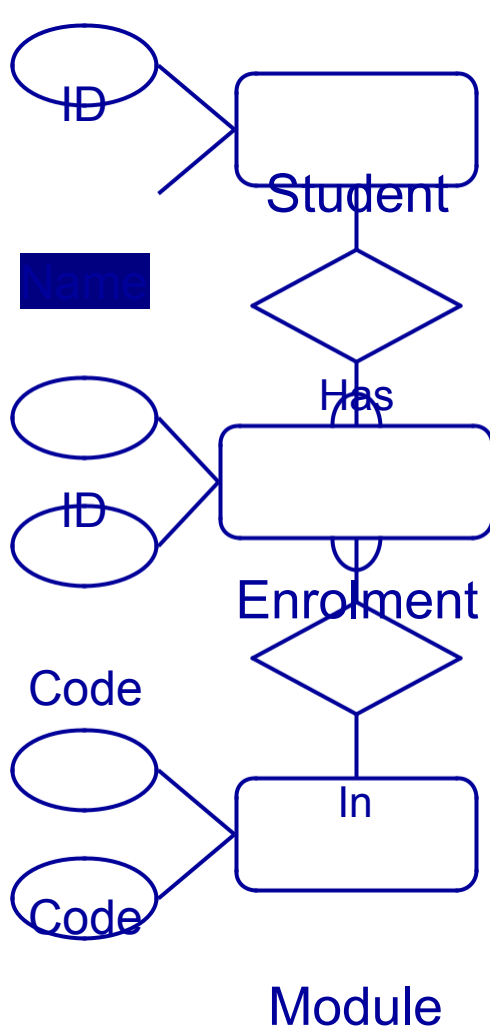 ID
Student
Name
Has
ID
Enrolment
Code
In
Code
Module